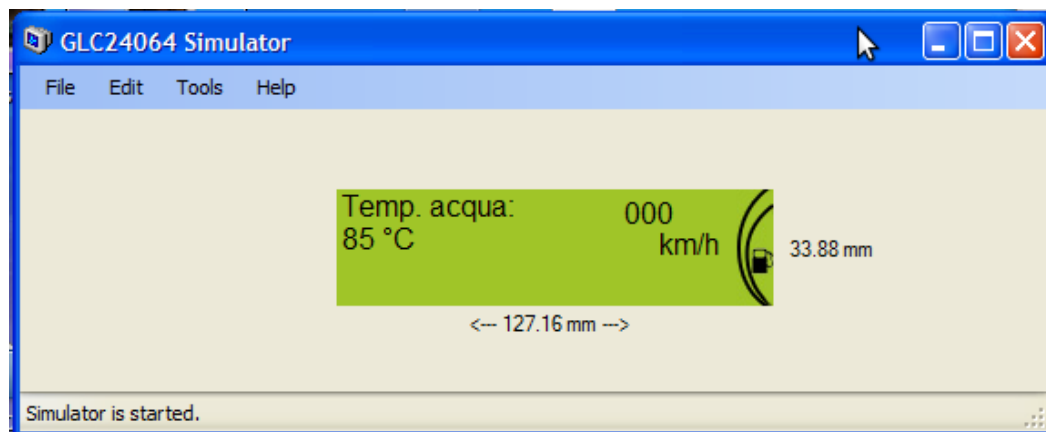 GLC24064 Simulator
File Edit Tools Help
Temp. acqua: 000
85 °C km/h
33.88 mm
<--- 127.16 mm --->
Simulator is started.